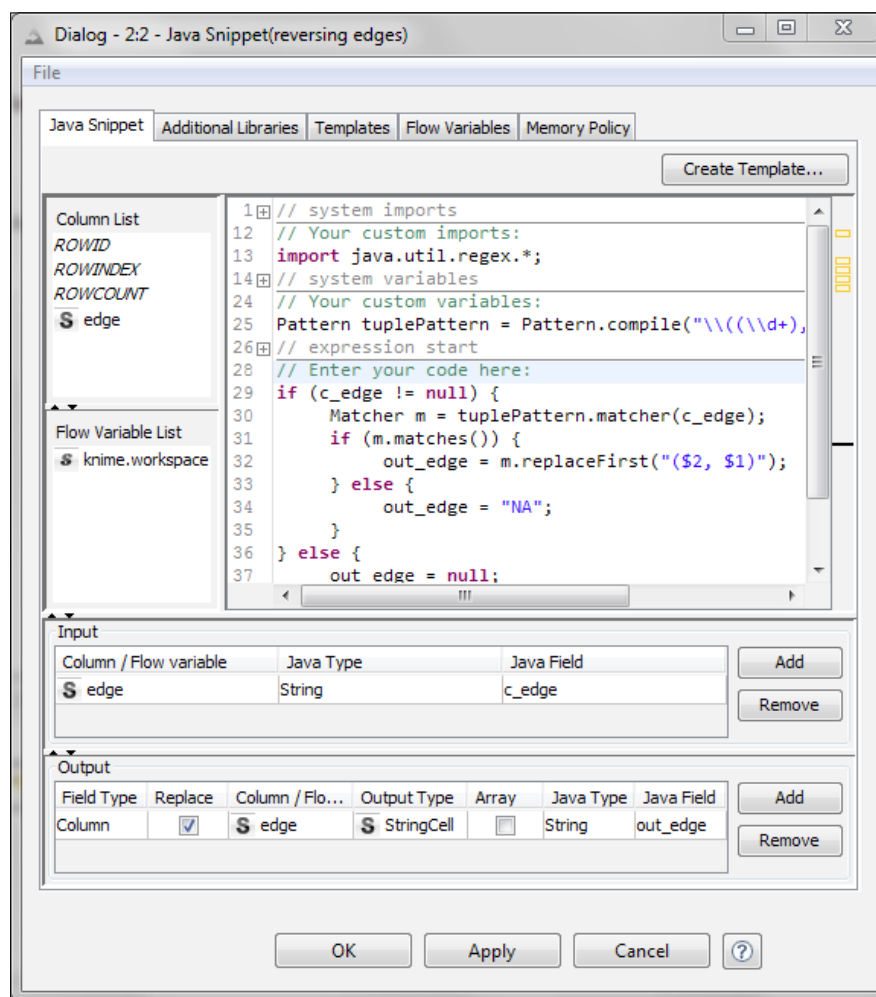 Dialog - 2:2 - Java Snippet(reversing edges)
File
Java Snippet Additional Libraries Templates Flow Variables Memory Policy
Create Template...
Column List
ROWID
ROWINDEX
ROWCOUNT
S edge
Flow Variable List
s knime.workspace
1 // system imports
12 // Your custom imports:
13 import java.util.regex.*;
14 // system variables
24 // Your custom variables:
25 Pattern tuplePattern = Pattern.compile("\\((\\d+),
26 // expression start
28 // Enter your code here:
29 if (c_edge != null) {
30 Matcher m = tuplePattern.matcher(c_edge);
31 if (m.matches()) {
32 out_edge = m.replaceFirst("($2, $1)");
33 } else {
34 out_edge = "NA";
35 }
36 } else {
37 out_edge = null;
Input
Column / Flow variable Java Type Java Field
S edge String c_edge
Add
Remove
Output
Field Type Replace Column / Flo... Output Type Array Java Type Java Field
Column S edge S StringCell String out_edge
Add
Remove
OK Apply Cancel ?